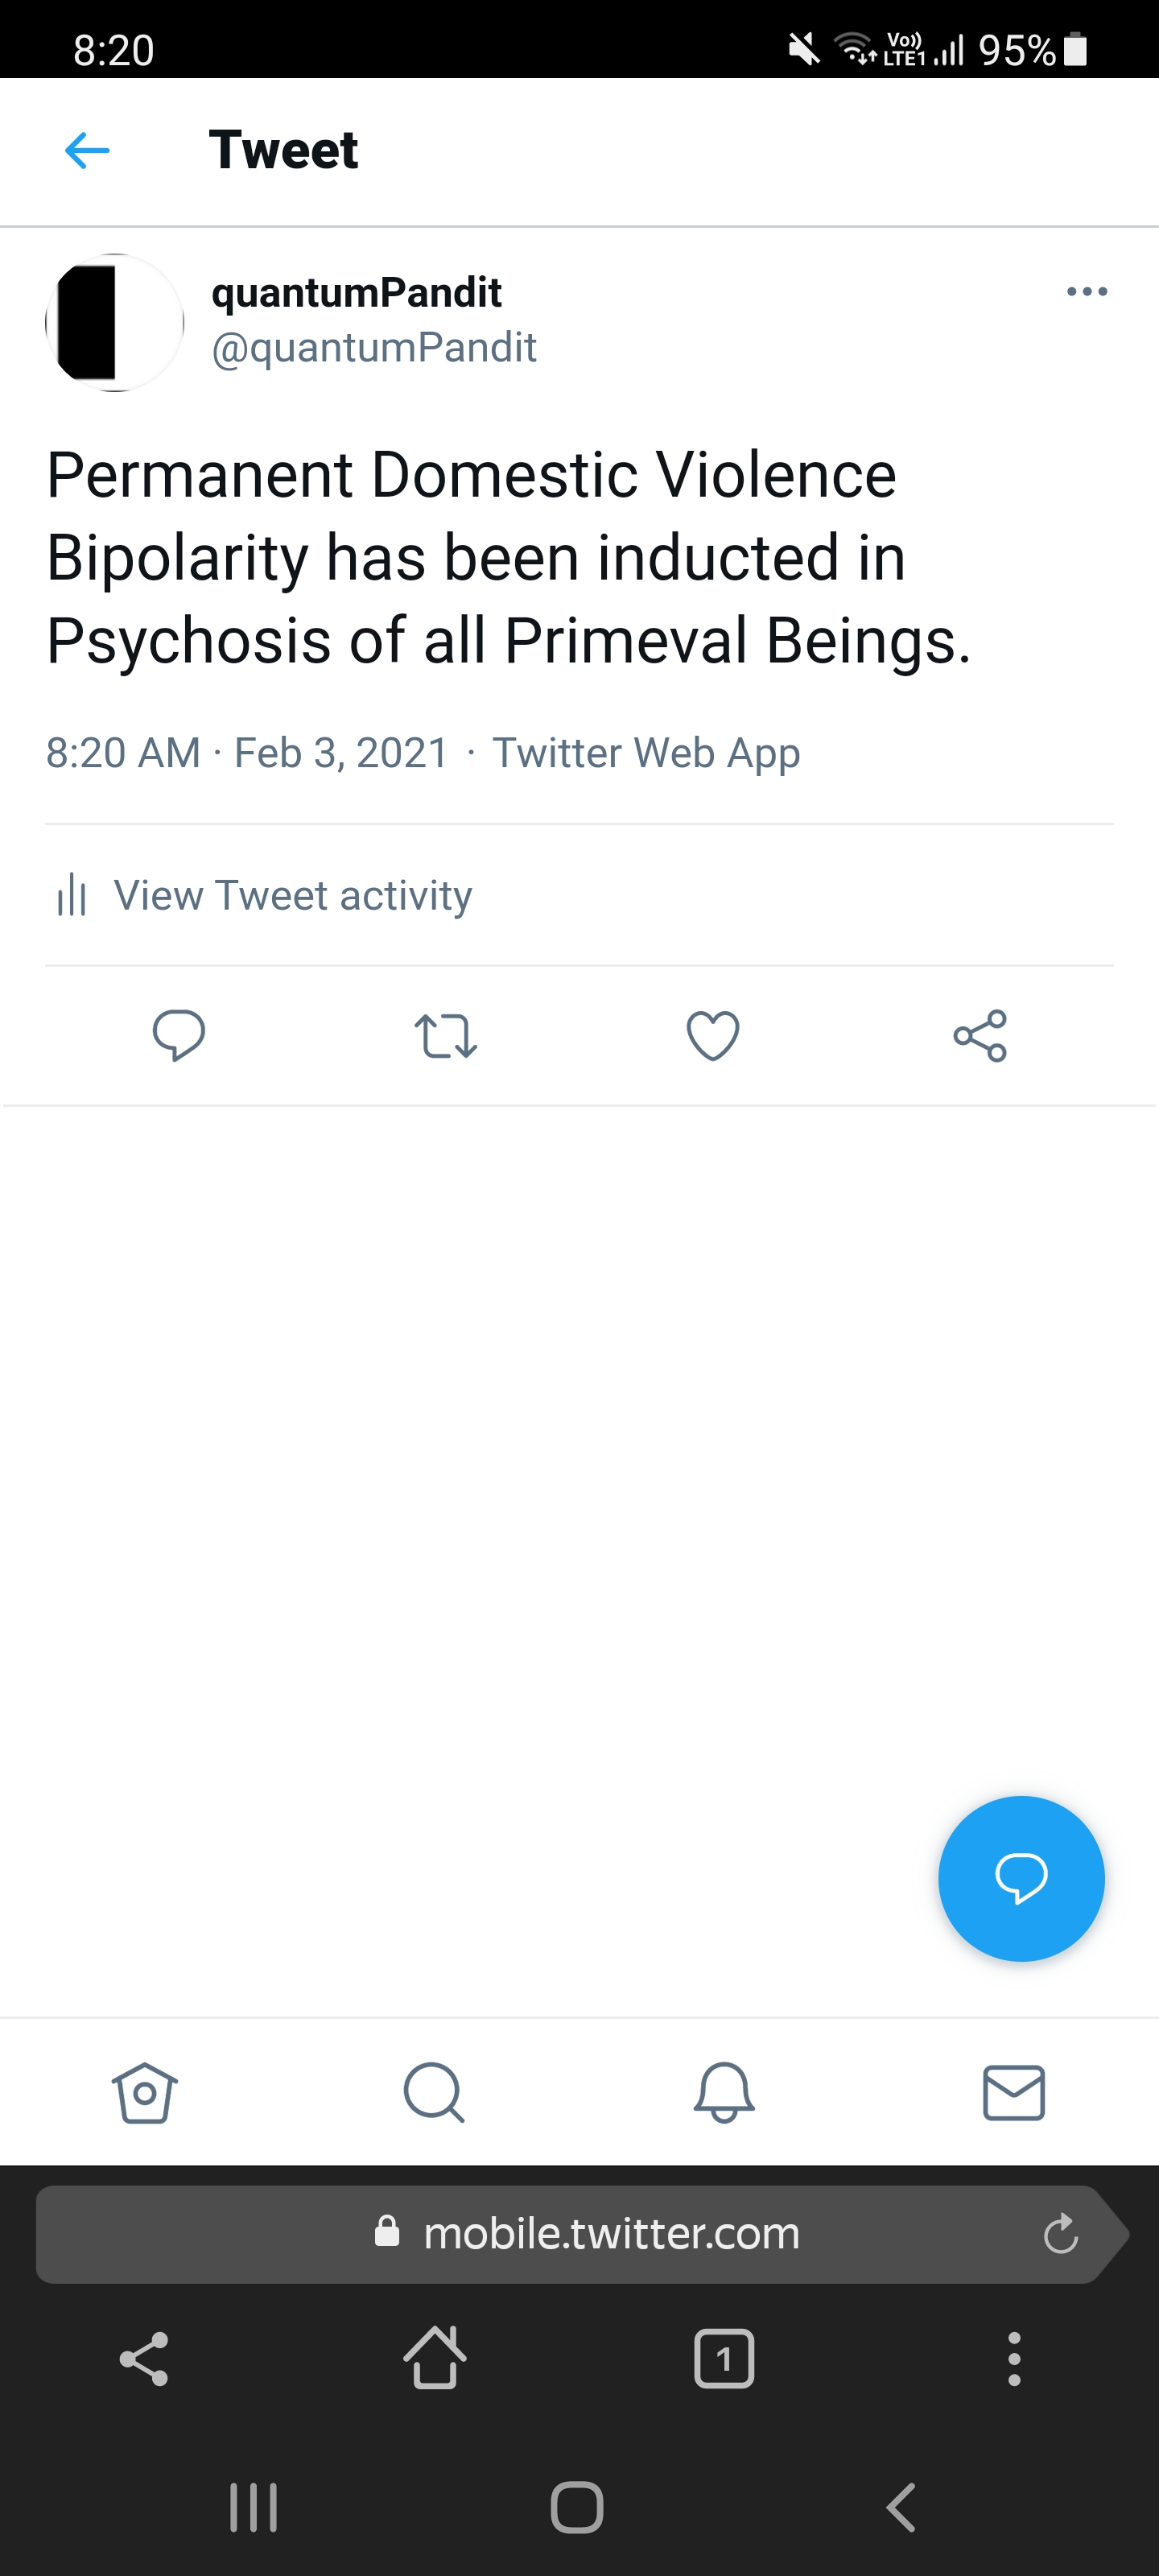 8:20
Vo)) LTE1 95%
Tweet
quantumPandit
@quantumPandit
Permanent Domestic Violence
Bipolarity has been inducted in
Psychosis of all Primeval Beings.
8:20 AM · Feb 3, 2021 · Twitter Web App
View Tweet activity
mobile.twitter.com
1